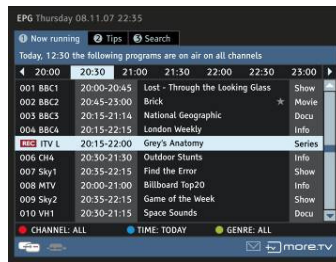 EPG Thursday 08.11.07 22:35
1 Now running 2 Tips 3 Search
Today, 12:30 the following programs are on air on all channels
20:00 20:30 21:00 21:30 22:00 22:30 23:00
001 BBC1 20:00-20:45 Lost - Through the Looking Glass Show
002 BBC2 20:45-23:00 Brick ★ Movie
003 BBC3 20:15-21:14 National Geographic Docu
004 BBC4 20:15-22:15 London Weekly Info
REC ITV L 20:15-22:00 Grey's Anatomy Series
006 CH4 20:30-21:30 Outdoor Stunts Info
007 Sky1 20:35-22:15 Find the Error Show
008 MTV 20:00-21:00 Billboard Top20 Info
009 Sky2 20:35-22:15 Game of the Week Show
010 VH1 20:30-21:15 Space Sounds Docu
CHANNEL: ALL TIME: TODAY GENRE: ALL
more.TV